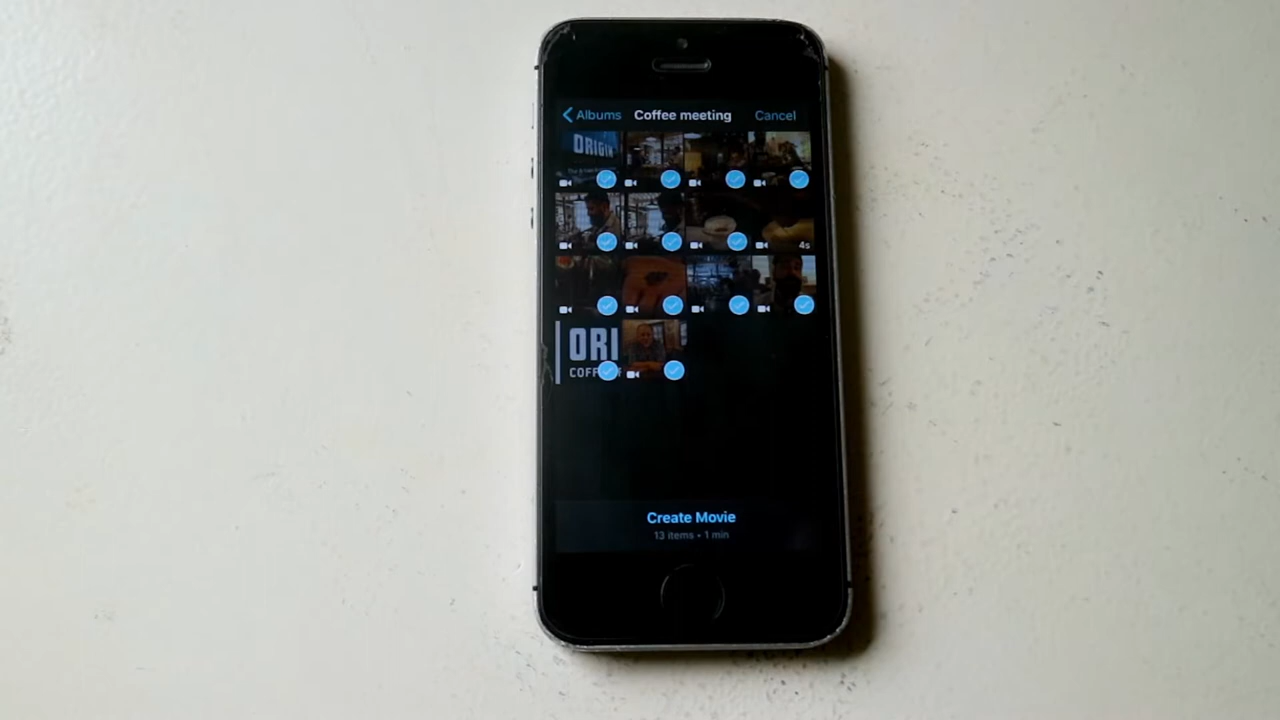 Albums Coffee meeting Cancel
ORIGIN
4s
ORI
COFF
Create Movie
13 items • 1 min